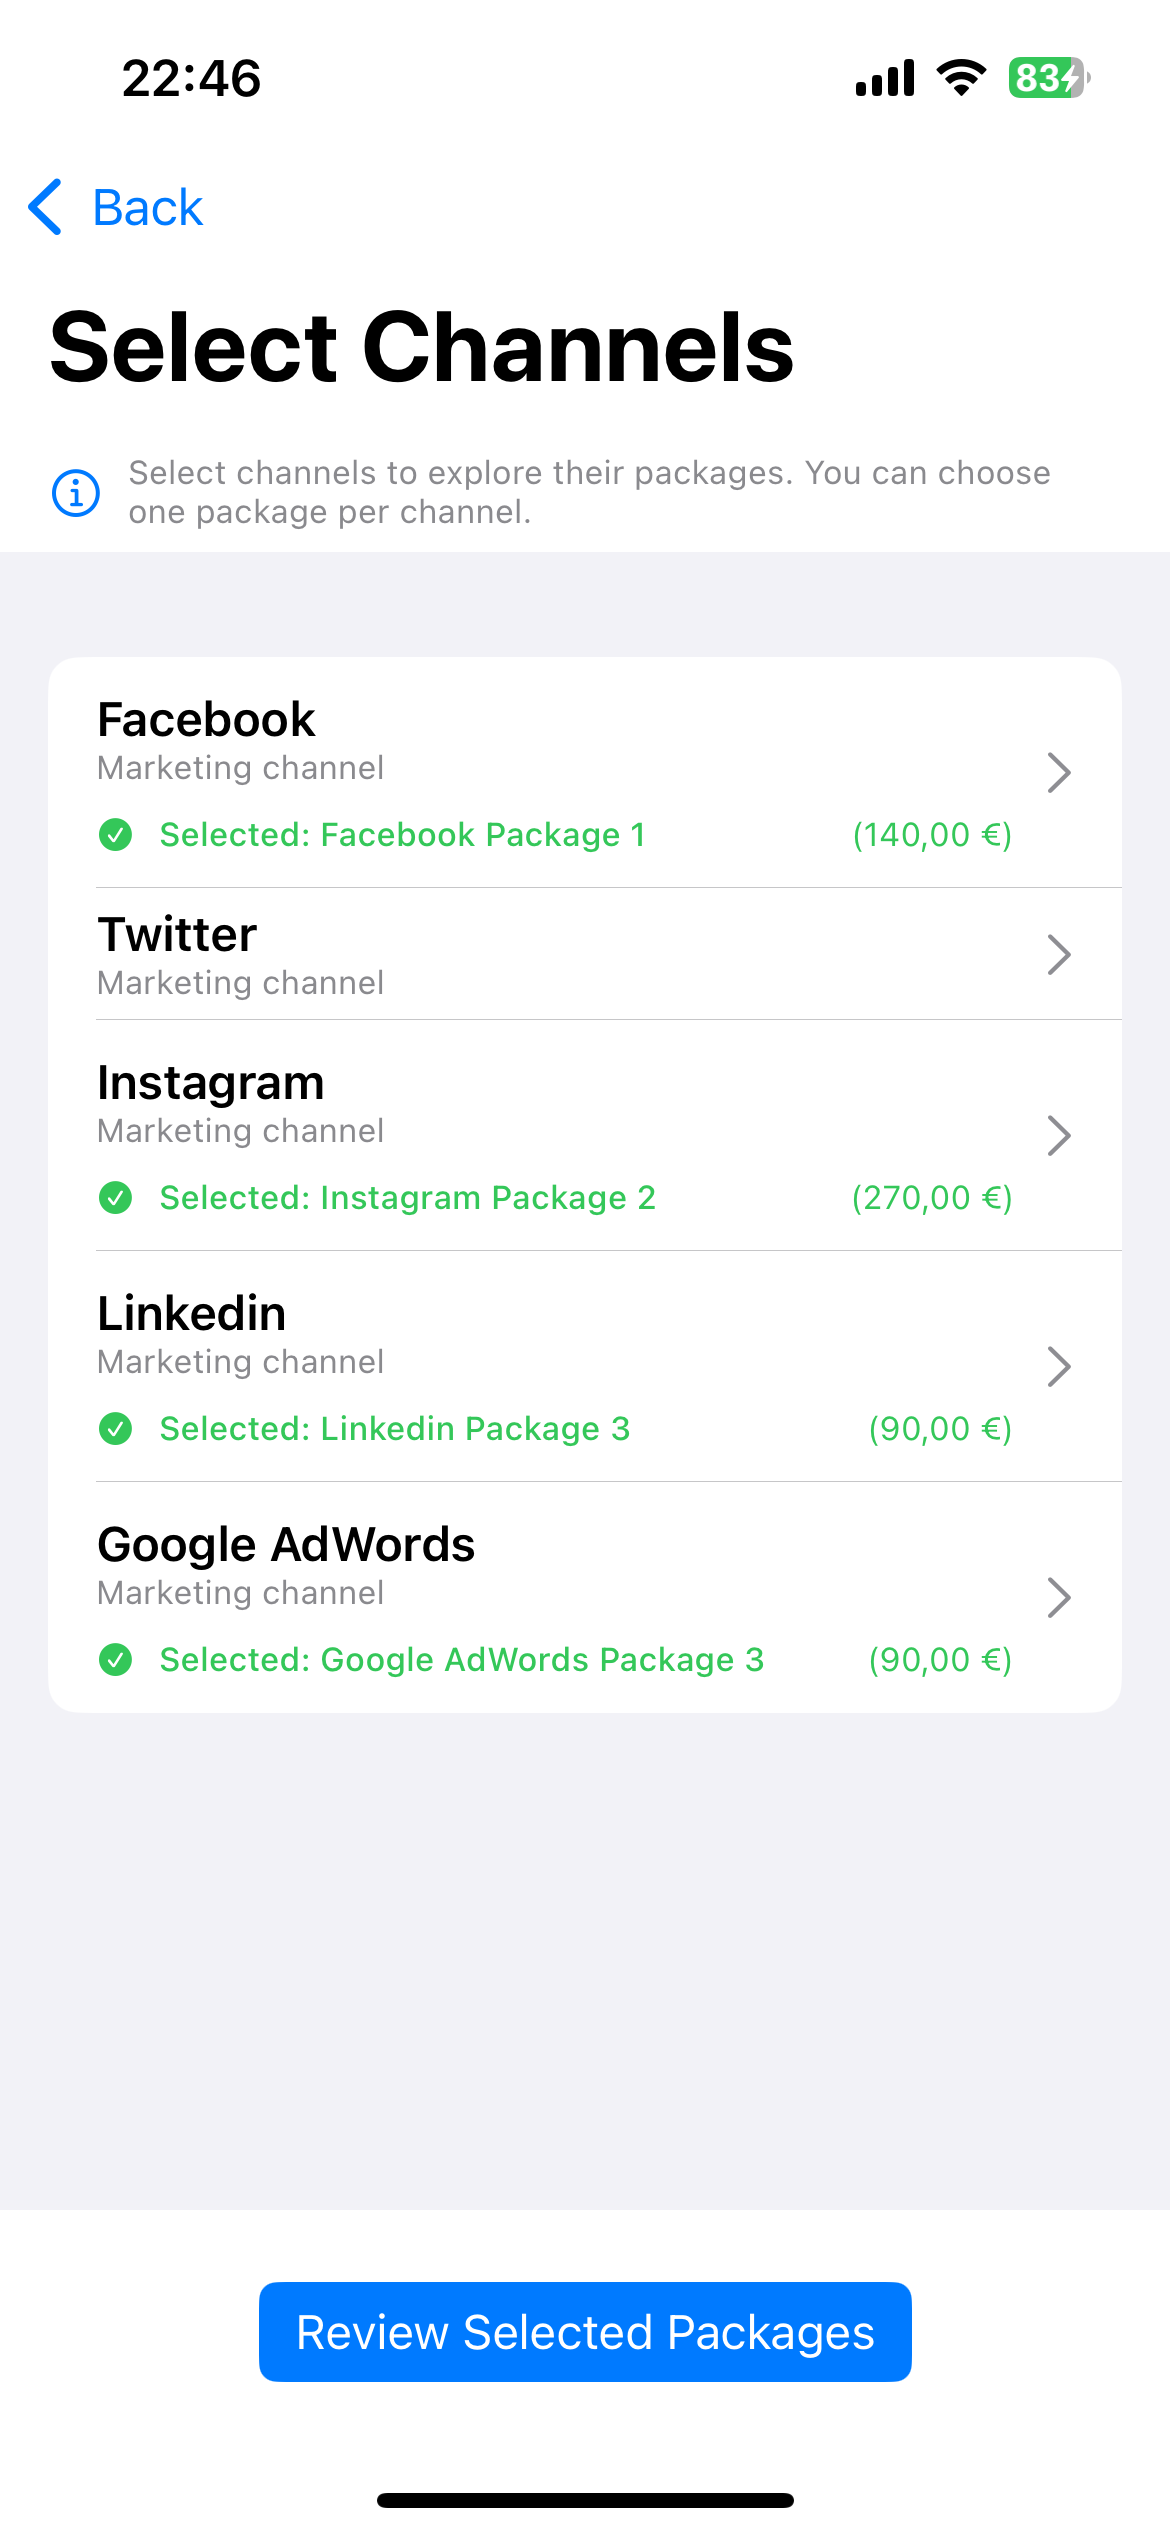 22:46
83
Back
Select Channels
Select channels to explore their packages. You can choose
one package per channel.
Facebook
Marketing channel
Selected: Facebook Package 1 (140,00 €)
Twitter
Marketing channel
Instagram
Marketing channel
Selected: Instagram Package 2 (270,00 €)
Linkedin
Marketing channel
Selected: Linkedin Package 3 (90,00 €)
Google AdWords
Marketing channel
Selected: Google AdWords Package 3 (90,00 €)
Review Selected Packages